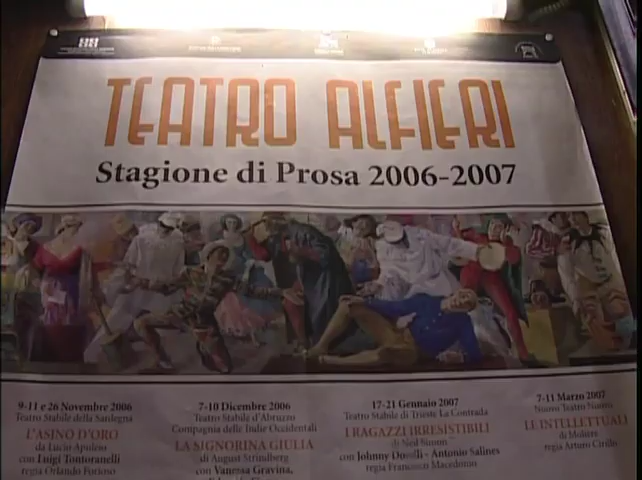 TEATRO ALFIERI
Stagione di Prosa 2006-2007
9-11 e 26 Novembre 2006
Teatro Stabile della Sardegna
L'ASINO D'ORO
da Lucio Apuleio
con Luigi Tontoranelli
regia Orlando Forioso
7-10 Dicembre 2006
Teatro Stabile d'Abruzzo
Compagnia delle Indie Occidentali
LA SIGNORINA GIULIA
di August Strindberg
con Vanessa Gravina,
17-21 Gennaio 2007
Teatro Stabile di Trieste La Contrada
I RAGAZZI IRRESISTIBILI
di Neil Simon
con Johnny Dorelli - Antonio Salines
regia Francesco Macedonio
7-11 Marzo 2007
Nuovo Teatro Nuovo
LE INTELLETTUALI
di Moliere
regia Arturo Cirillo